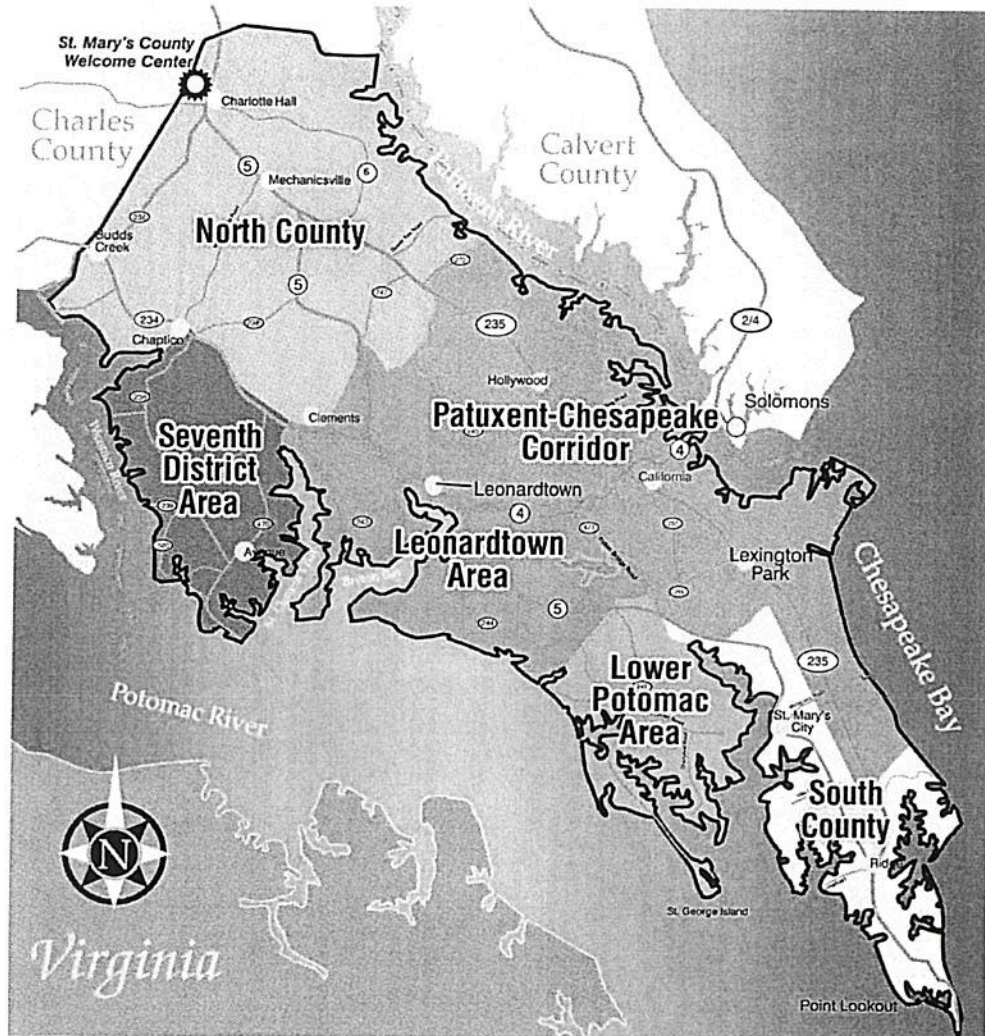 St. Mary's County
Welcome Center
Charlotte Hall
Charles
County
Calvert
County
5
6
Mechanicsville
Patuxent River
North County
Budds
Creek
5
234
Chaptico
235
2/4
Hollywood
Solomons
Clements
Patuxent-Chesapeake
Corridor
4
California
Seventh
District
Area
Leonardtown
4
Leonardtown
Area
Avenue
Lexington
Park
5
Chesapeake Bay
235
Lower
Potomac
Area
Potomac River
St. Mary's
City
South
County
Ridge
N
St. George Island
Virginia
Point Lookout